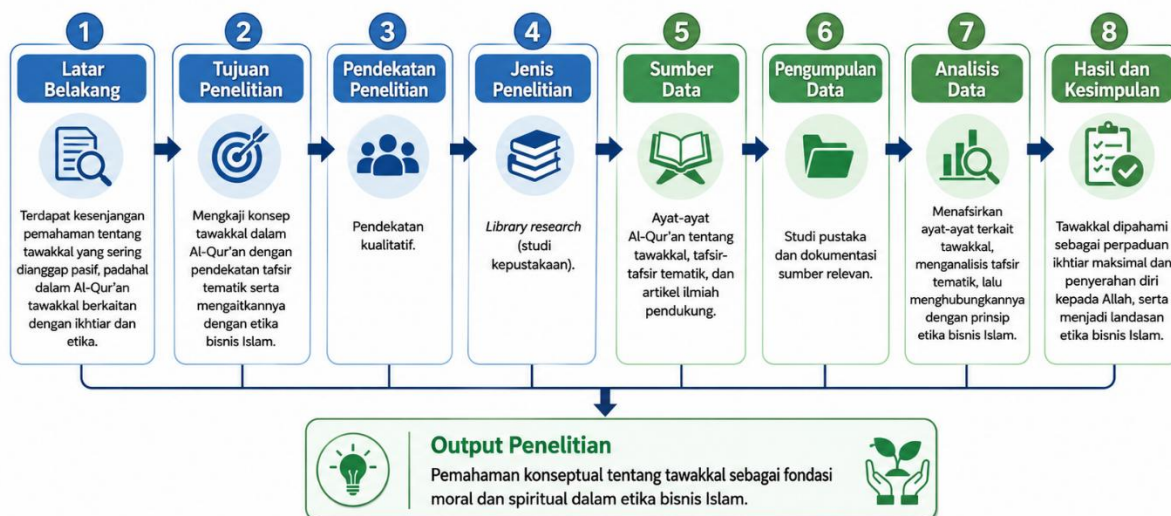 1
Latar
Belakang
Terdapat kesenjangan
pemahaman tentang
tawakkal yang sering
dianggap pasif, padahal
dalam Al-Qur'an
tawakkal berkaitan
dengan ikhtiar dan
etika.
2
Tujuan
Penelitian
Mengkaji konsep
tawakkal dalam
Al-Qur'an dengan
pendekatan tafsir
tematik serta
mengaitkannya
dengan etika
bisnis Islam.
3
Pendekatan
Penelitian
Pendekatan
kualitatif.
4
Jenis
Penelitian
Library research
(studi
kepustakaan).
5
Sumber
Data
Ayat-ayat
Al-Qur'an tentang
tawakkal, tafsir-
tafsir tematik, dan
artikel ilmiah
pendukung.
6
Pengumpulan
Data
Studi pustaka
dan dokumentasi
sumber relevan.
7
Analisis
Data
Menafsirkan
ayat-ayat terkait
tawakkal,
menganalisis tafsir
tematik, lalu
menghubungkannya
dengan prinsip
etika bisnis Islam.
8
Hasil dan
Kesimpulan
Tawakkal dipahami
sebagai perpaduan
ikhtiar maksimal dan
penyerahan diri
kepada Allah, serta
menjadi landasan
etika bisnis Islam.
Output Penelitian
Pemahaman konseptual tentang tawakkal sebagai fondasi
moral dan spiritual dalam etika bisnis Islam.